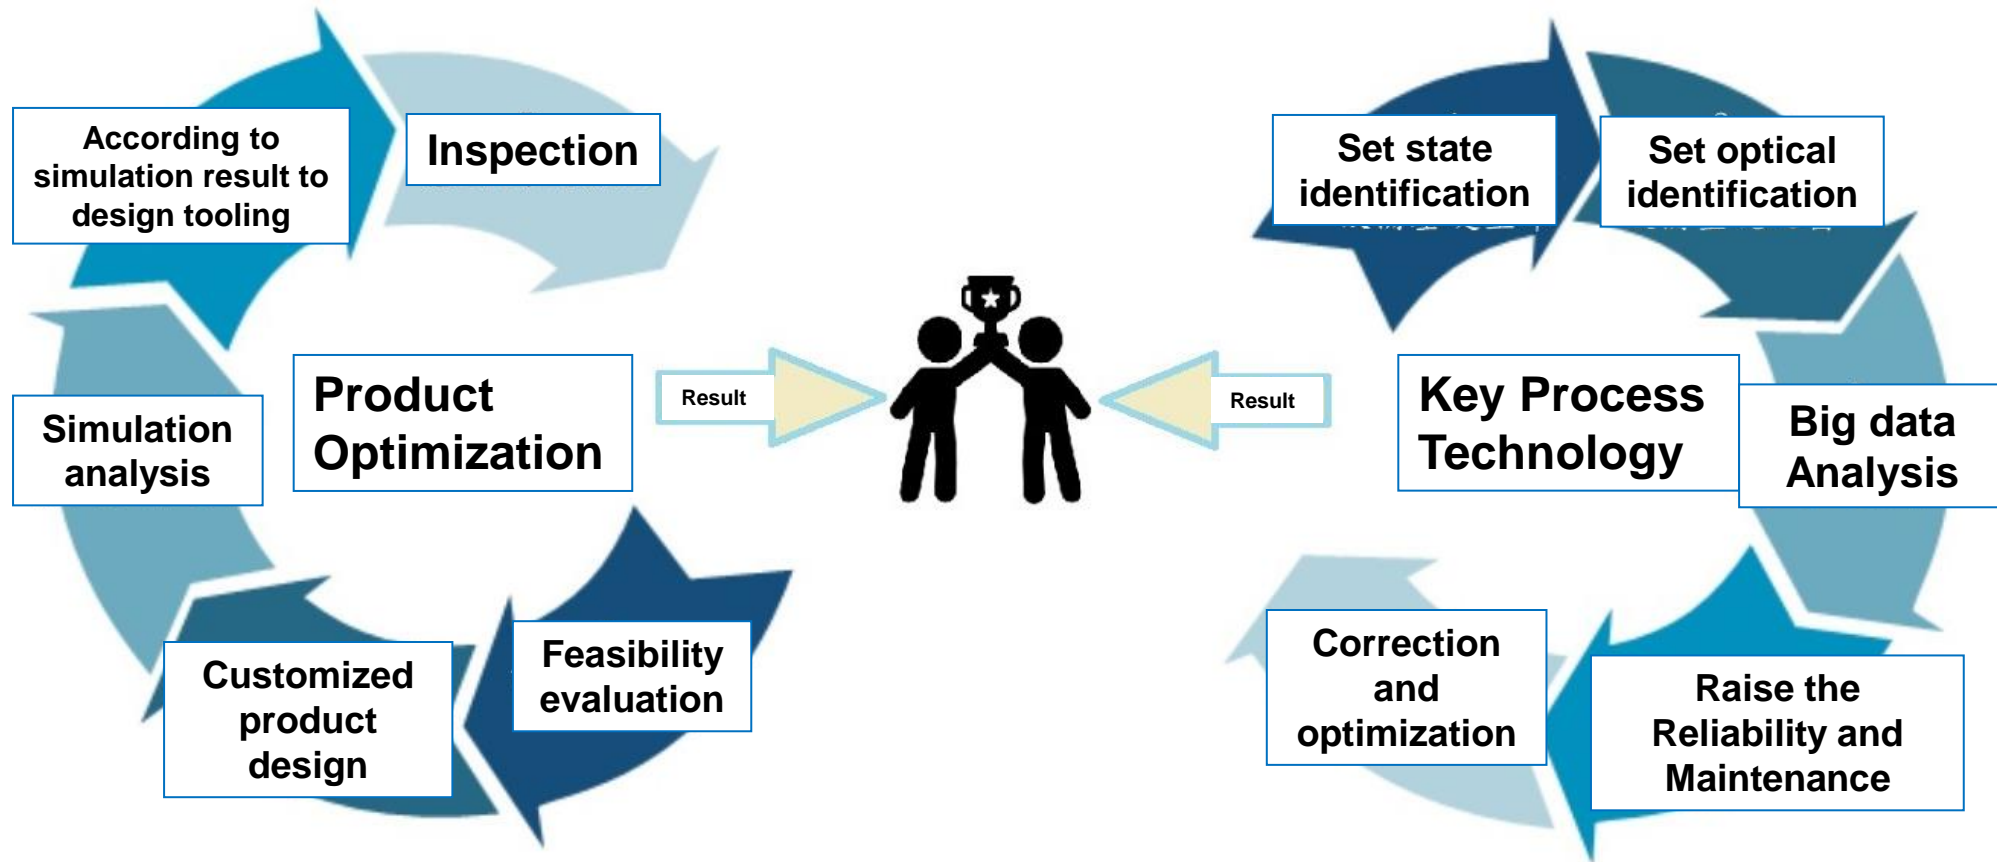 According to
simulation result to
design tooling
Inspection
Simulation
analysis
Product
Optimization
Customized
product
design
Feasibility
evaluation
Result
Result
Set state
identification
Set optical
identification
Key Process
Technology
Big data
Analysis
Raise the
Reliability and
Maintenance
Correction
and
optimization